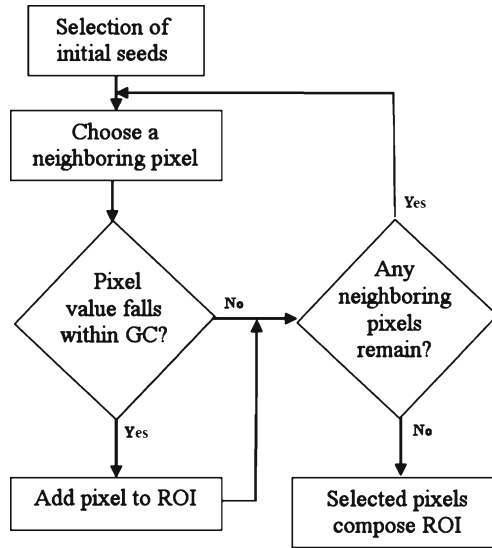 Selection of
initial seeds
Choose a
neighboring pixel
Yes
Pixel
value falls
within GC?
No
Any
neighboring
pixels
remain?
Yes
No
Add pixel to ROI
Selected pixels
compose ROI